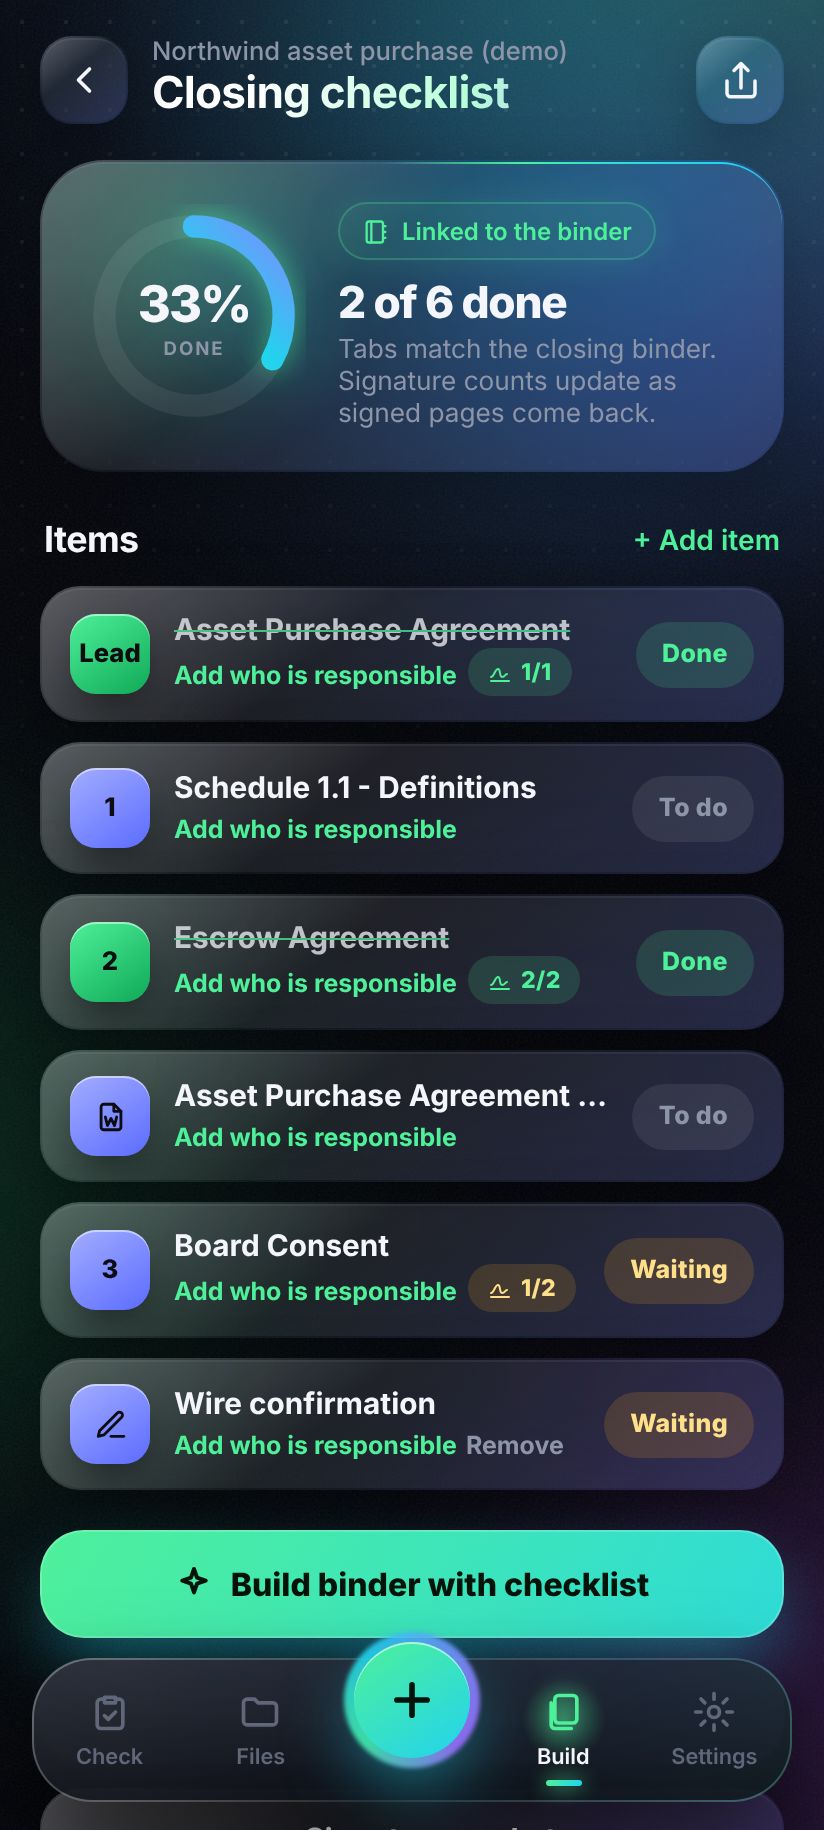 Northwind asset purchase (demo)
Closing checklist
33%
DONE
Linked to the binder
2 of 6 done
Tabs match the closing binder.
Signature counts update as
signed pages come back.
Items
+ Add item
Lead
Asset Purchase Agreement
Add who is responsible
1/1
Done
1
Schedule 1.1 - Definitions
Add who is responsible
To do
2
Escrow Agreement
Add who is responsible
2/2
Done
W
Asset Purchase Agreement ...
Add who is responsible
To do
3
Board Consent
Add who is responsible
1/2
Waiting
Wire confirmation
Add who is responsible Remove
Waiting
Build binder with checklist
Check
Files
Build
Settings